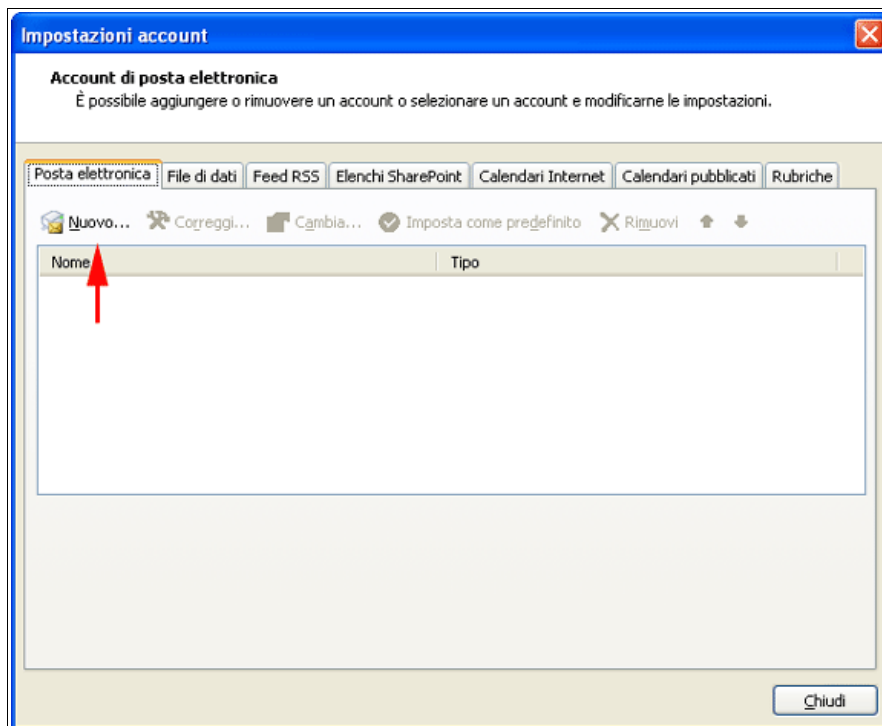 Impostazioni account
Account di posta elettronica
È possibile aggiungere o rimuovere un account o selezionare un account e modificarne le impostazioni.
Posta elettronica File di dati Feed RSS Elenchi SharePoint Calendari Internet Calendari pubblicati Rubriche
Nuovo... Correggi... Cambia... Imposta come predefinito Rimuovi
Nome Tipo
Chiudi